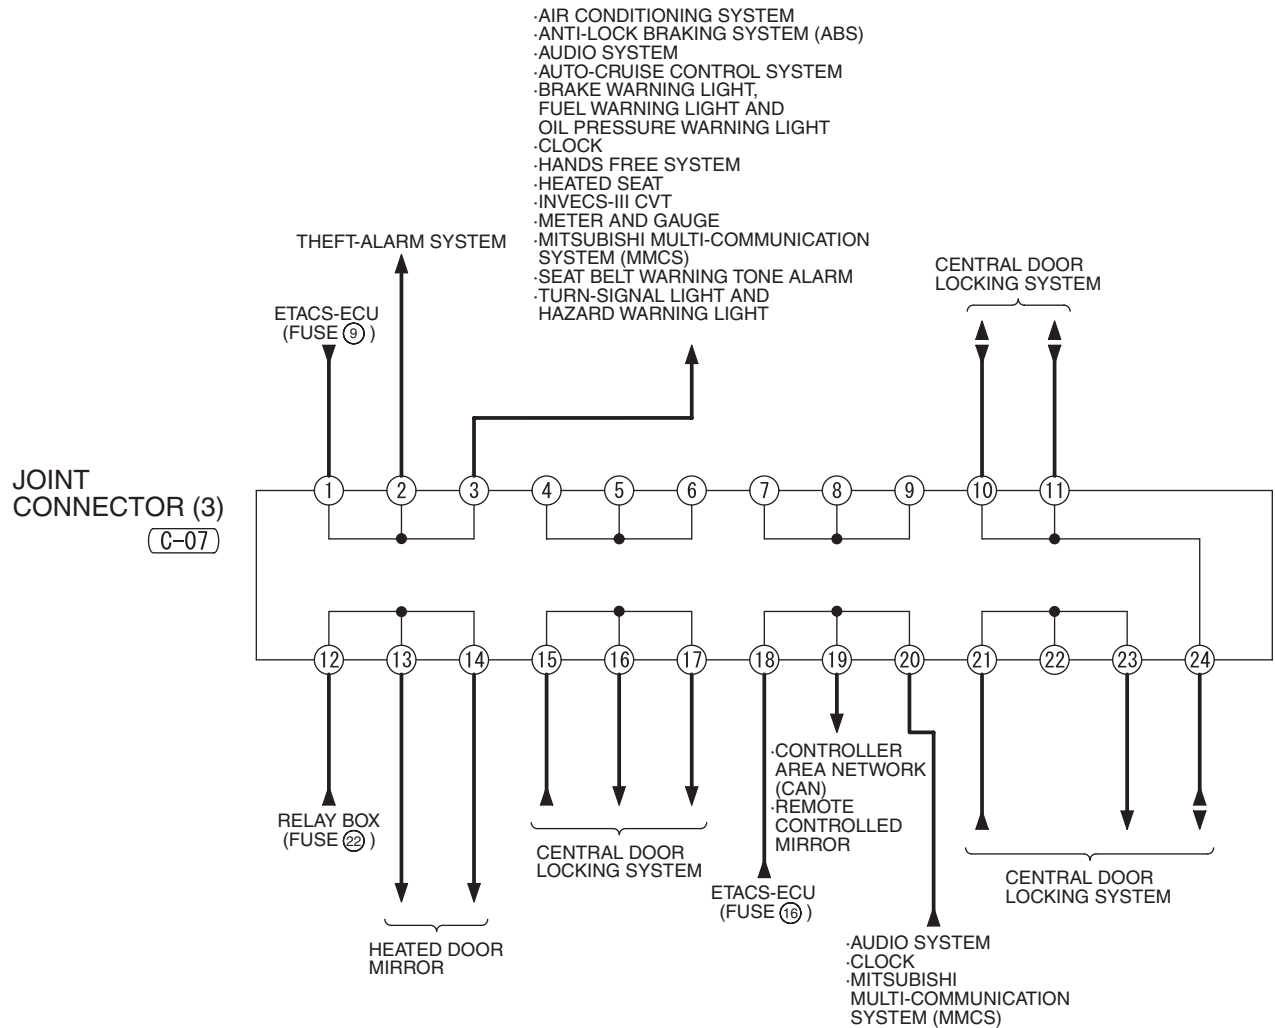 ·AIR CONDITIONING SYSTEM
·ANTI-LOCK BRAKING SYSTEM (ABS)
·AUDIO SYSTEM
·AUTO-CRUISE CONTROL SYSTEM
·BRAKE WARNING LIGHT,
FUEL WARNING LIGHT AND
OIL PRESSURE WARNING LIGHT
·CLOCK
·HANDS FREE SYSTEM
·HEATED SEAT
·INVECS-III CVT
·METER AND GAUGE
·MITSUBISHI MULTI-COMMUNICATION
SYSTEM (MMCS)
·SEAT BELT WARNING TONE ALARM
·TURN-SIGNAL LIGHT AND
HAZARD WARNING LIGHT
THEFT-ALARM SYSTEM
ETACS-ECU
(FUSE 9 )
CENTRAL DOOR
LOCKING SYSTEM
JOINT
CONNECTOR (3)
C-07
1 2 3 4 5 6 7 8 9 10 11
12 13 14 15 16 17 18 19 20 21 22 23 24
RELAY BOX
(FUSE 22 )
HEATED DOOR
MIRROR
CENTRAL DOOR
LOCKING SYSTEM
ETACS-ECU
(FUSE 16 )
·CONTROLLER
AREA NETWORK
(CAN)
·REMOTE
CONTROLLED
MIRROR
·AUDIO SYSTEM
·CLOCK
·MITSUBISHI
MULTI-COMMUNICATION
SYSTEM (MMCS)
CENTRAL DOOR
LOCKING SYSTEM